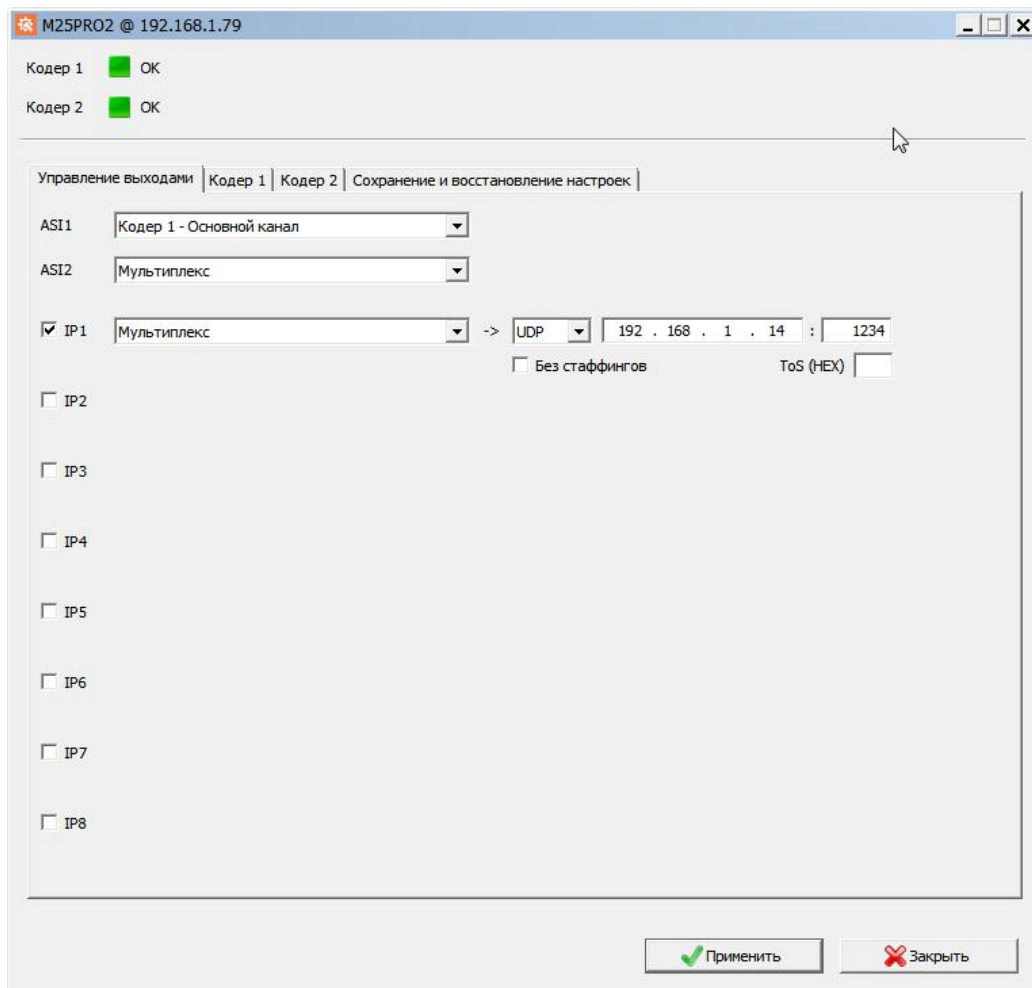 M25PRO2 @ 192.168.1.79
Кодер 1 OK
Кодер 2 OK
Управление выходами Кодер 1 Кодер 2 Сохранение и восстановление настроек
ASI1 Кодер 1 - Основной канал
ASI2 Мультиплекс
IP1 Мультиплекс -> UDP 192 . 168 . 1 . 14 : 1234
Без стаффингов ToS (HEX)
IP2
IP3
IP4
IP5
IP6
IP7
IP8
Применить Закрыть